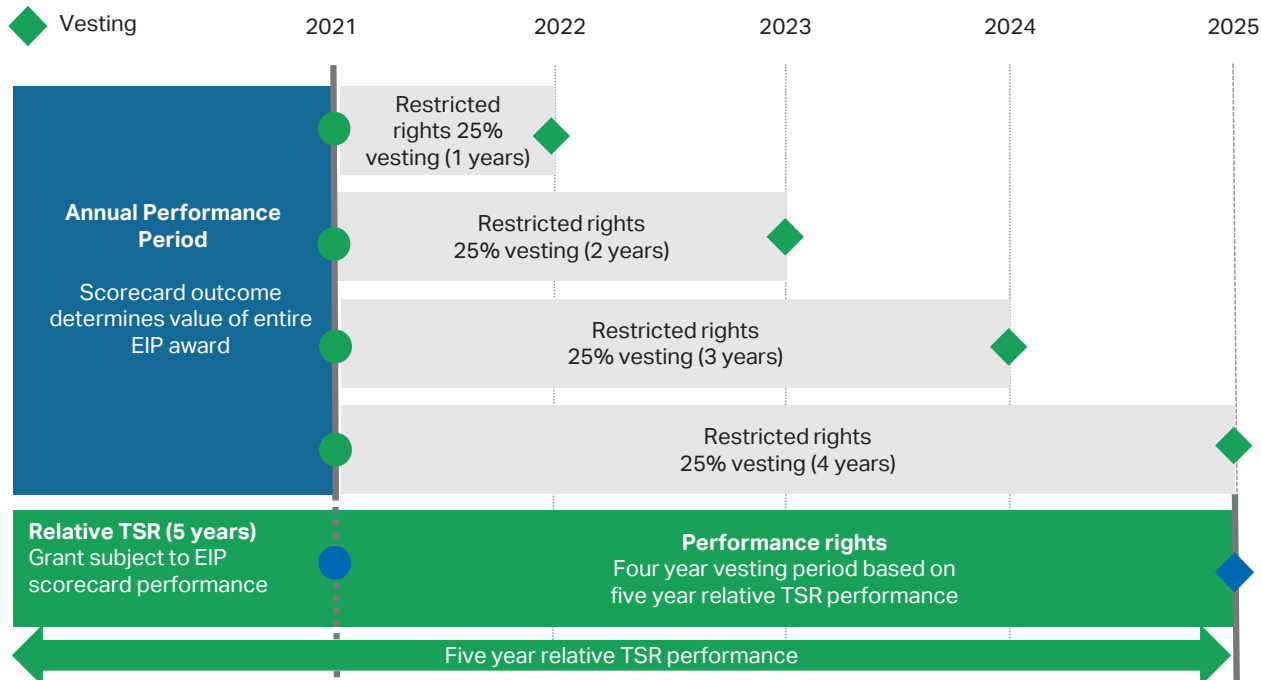 Vesting
2021
2022
2023
2024
2025
Restricted
rights 25%
vesting (1 years)
Annual Performance
Period
Scorecard outcome
determines value of entire
EIP award
Restricted rights
25% vesting (2 years)
Restricted rights
25% vesting (3 years)
Restricted rights
25% vesting (4 years)
Relative TSR (5 years)
Grant subject to EIP
scorecard performance
Performance rights
Four year vesting period based on
five year relative TSR performance
Five year relative TSR performance